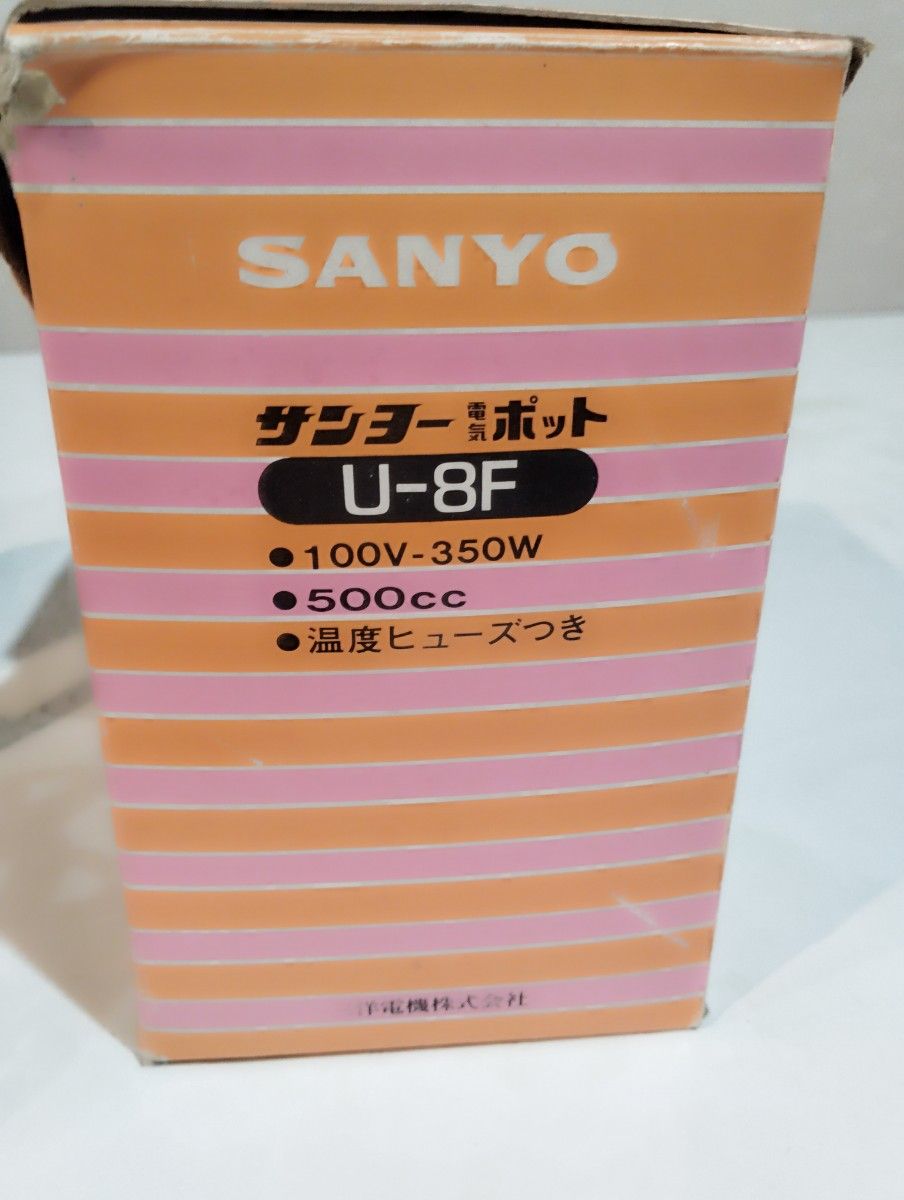 SANYO
サンヨー電気ポット
U-8F
●100V-350W
●500cc
●温度ヒューズつき
洋電機株式会社